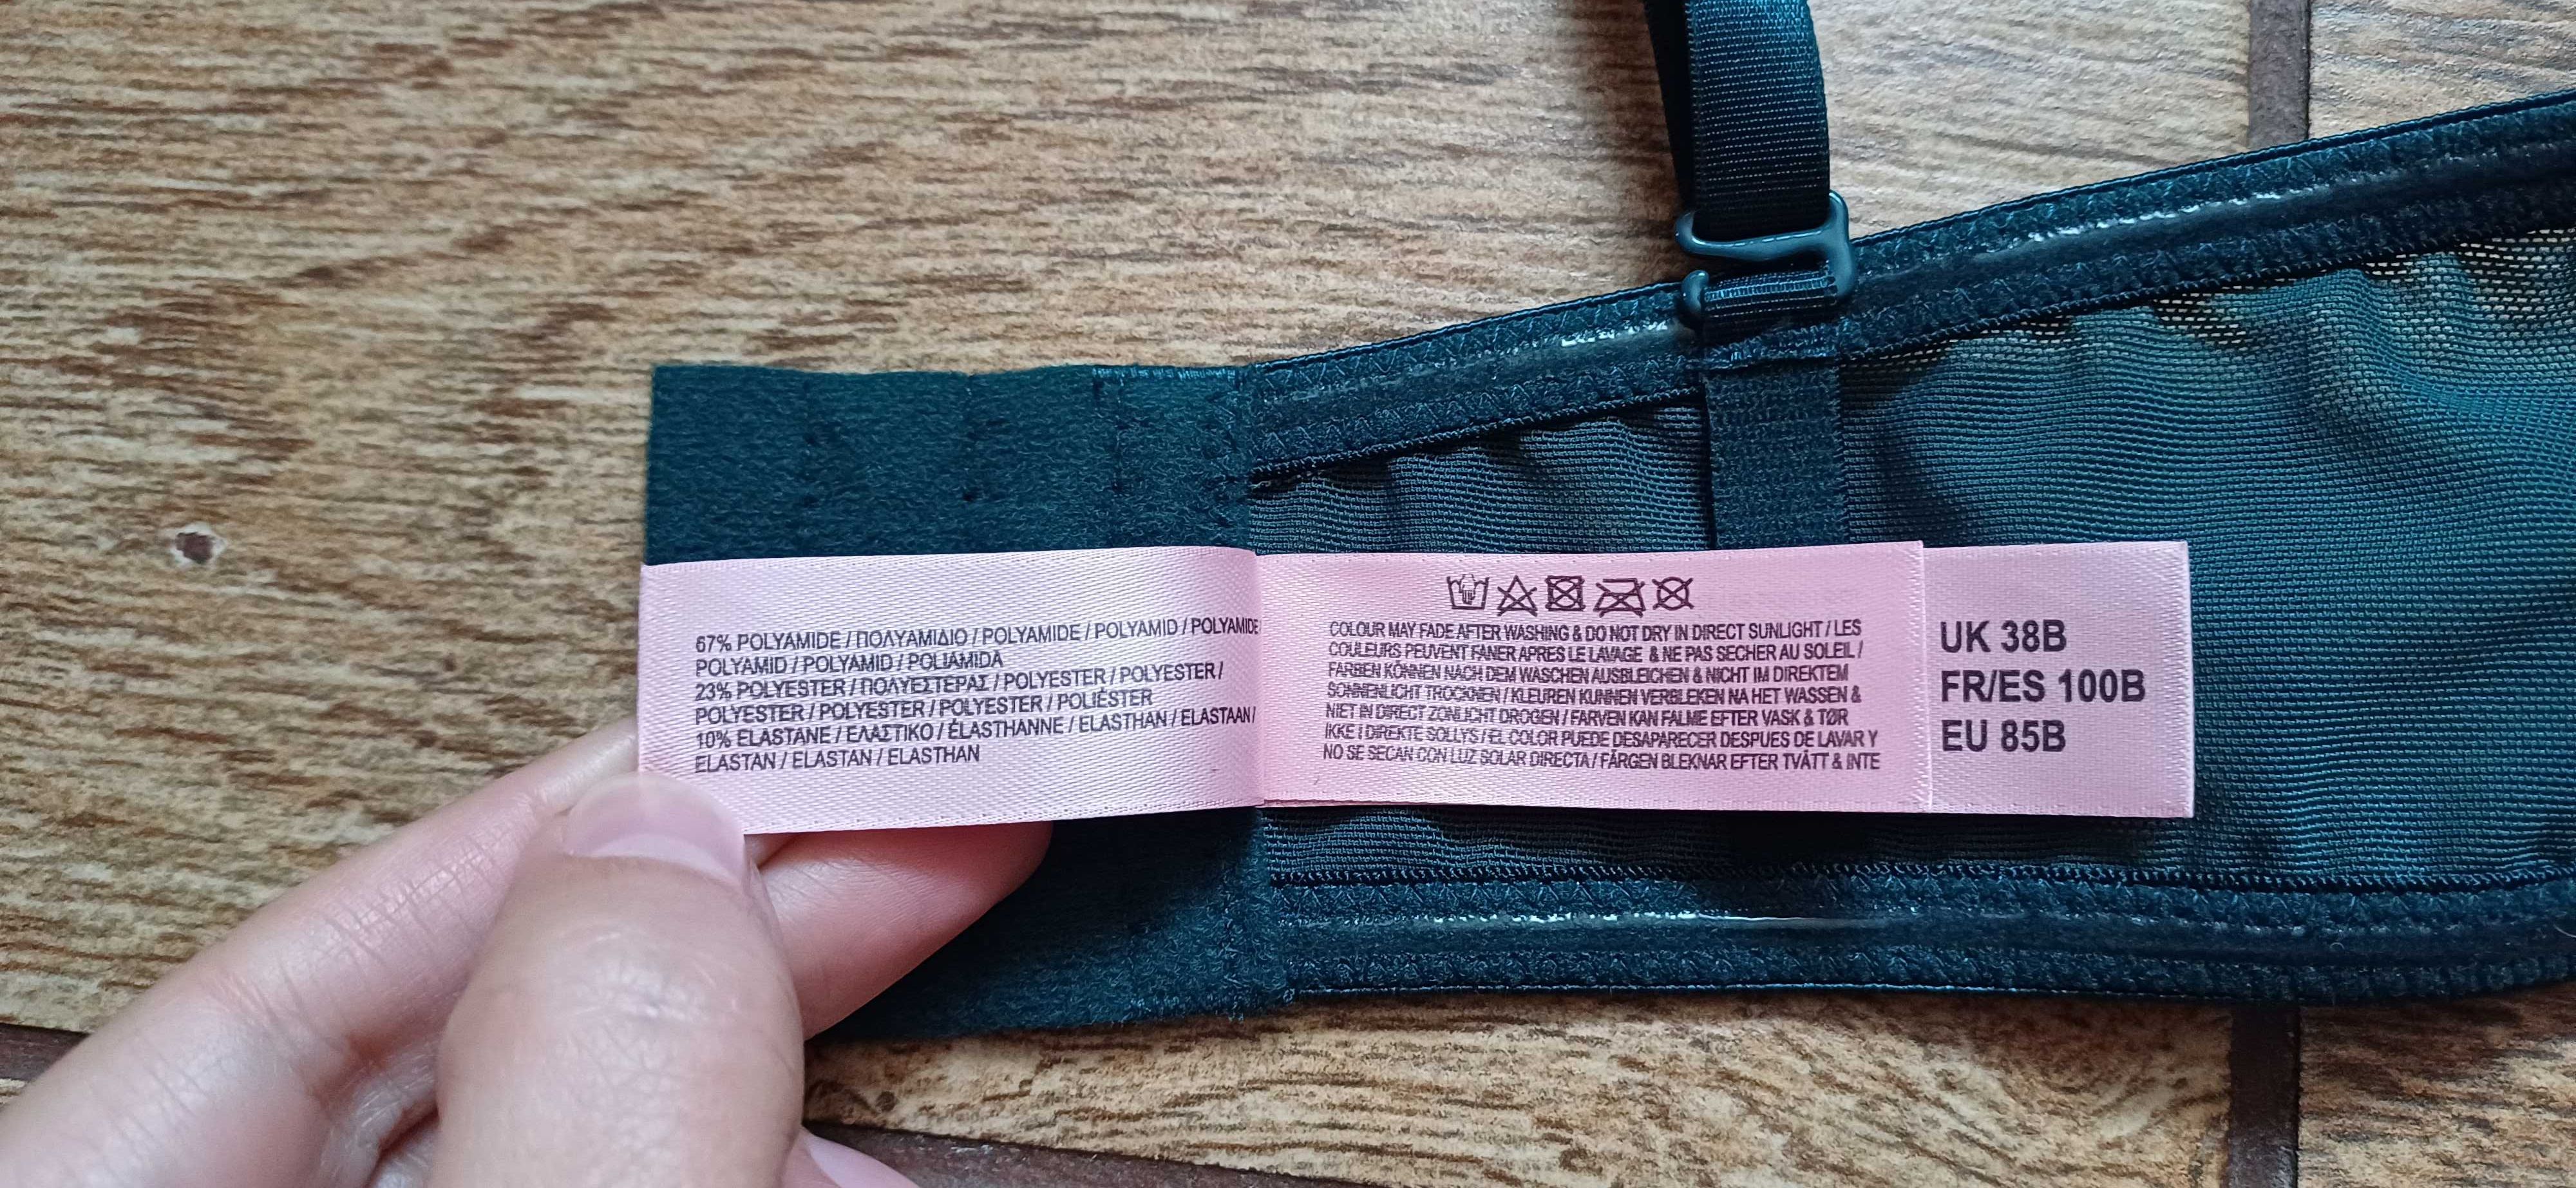 67% POLYAMIDE / ΠΟΛΥΑΜΙΔΙΟ / POLYAMIDE / POLYAMID / POLYAMIDE /
POLYAMID / POLYAMID / POLIAMIDA
23% POLYESTER / ΠΟΛΥΕΣΤΕΡΑΣ / POLYESTER / POLYESTER /
POLYESTER / POLYESTER / POLYESTER / POLIÉSTER
10% ELASTANE / ΕΛΑΣΤΙΚΟ / ÉLASTHANNE / ELASTHAN / ELASTAAN /
ELASTAN / ELASTAN / ELASTHAN
COLOUR MAY FADE AFTER WASHING & DO NOT DRY IN DIRECT SUNLIGHT / LES
COULEURS PEUVENT FANER APRES LE LAVAGE & NE PAS SECHER AU SOLEIL /
FARBEN KÖNNEN NACH DEM WASCHEN AUSBLEICHEN & NICHT IM DIREKTEM
SONNENLICHT TROCKNEN / KLEUREN KUNNEN VERBLEKEN NA HET WASSEN &
NIET IN DIRECT ZONLICHT DROGEN / FARVEN KAN FALME EFTER VASK & TØR
IKKE I DIREKTE SOLLYS / EL COLOR PUEDE DESAPARECER DESPUES DE LAVAR Y
NO SE SECAN CON LUZ SOLAR DIRECTA / FÄRGEN BLEKNAR EFTER TVÄTT & INTE
UK 38B
FR/ES 100B
EU 85B